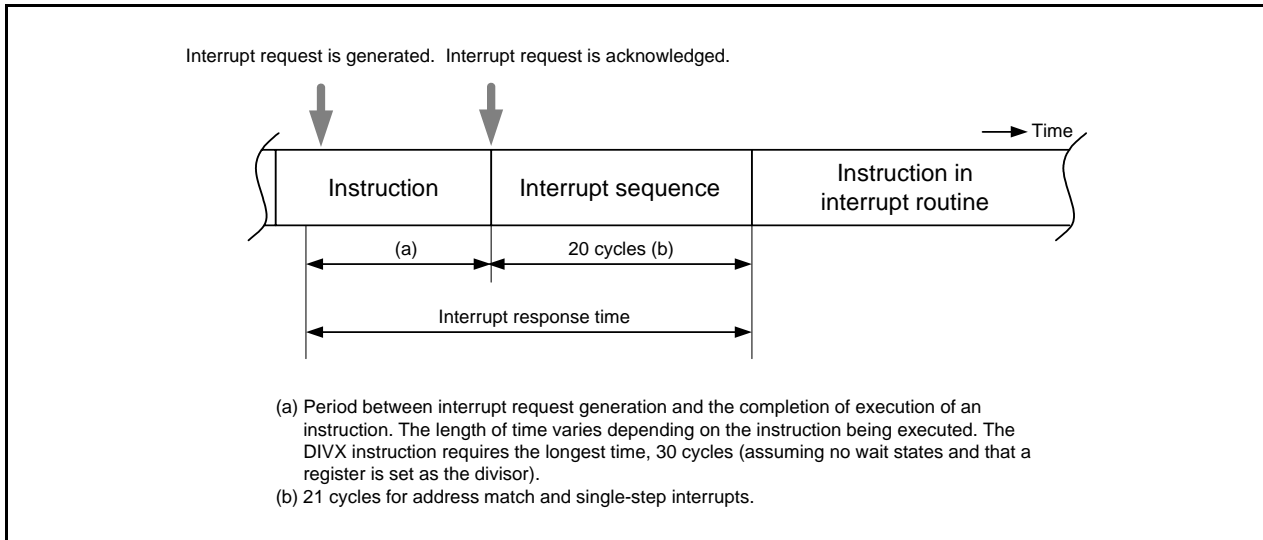 Interrupt request is generated. Interrupt request is acknowledged.
Time
Instruction
Interrupt sequence
Instruction in
interrupt routine
(a)
20 cycles (b)
Interrupt response time
(a) Period between interrupt request generation and the completion of execution of an
instruction. The length of time varies depending on the instruction being executed. The
DIVX instruction requires the longest time, 30 cycles (assuming no wait states and that a
register is set as the divisor).
(b) 21 cycles for address match and single-step interrupts.